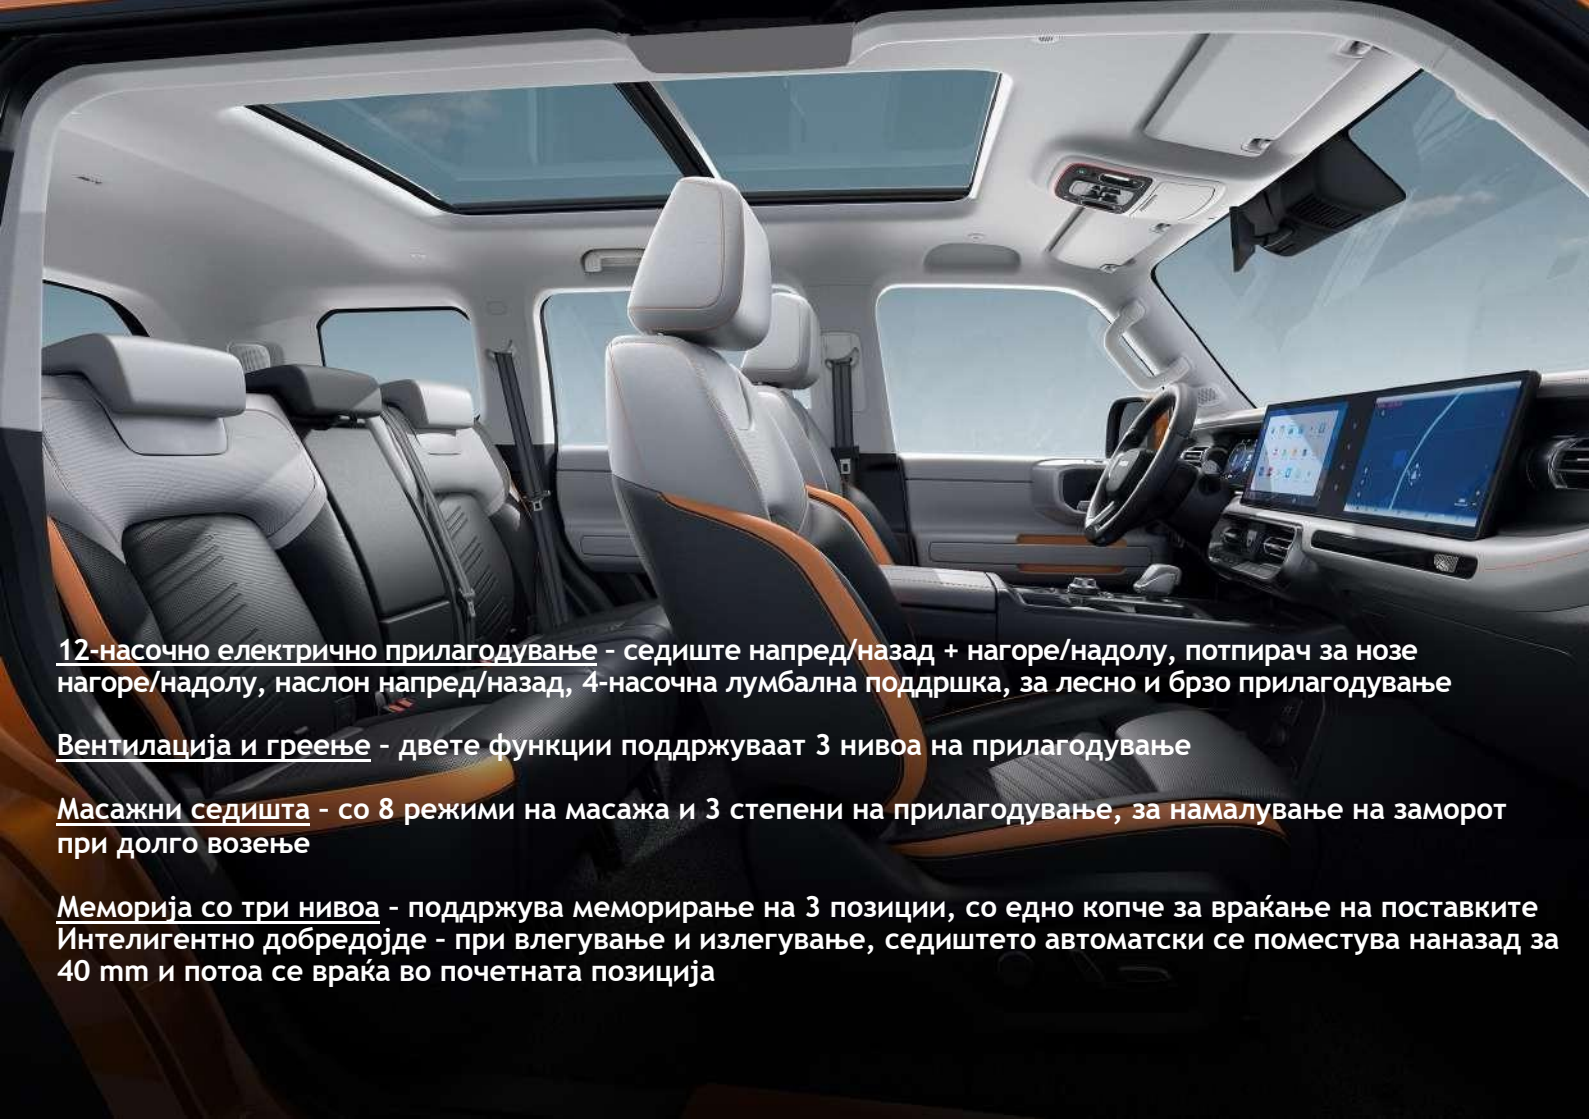 12-насочно електрично прилагодување – седиште напред/назад + нагоре/надолу, потпирач за нозе
нагоре/надолу, наслон напред/назад, 4-насочна лумбална поддршка, за лесно и брзо прилагодување
Вентилација и греење – двете функции поддржуваат 3 нивоа на прилагодување
Масажни седишта – со 8 режими на масажа и 3 степени на прилагодување, за намалување на заморот
при долго возење
Меморија со три нивоа – поддржува меморирање на 3 позиции, со едно копче за враќање на поставките
Интелигентно добредојде – при влегување и излегување, седиштето автоматски се поместува наназад за
40 mm и потоа се враќа во почетната позиција